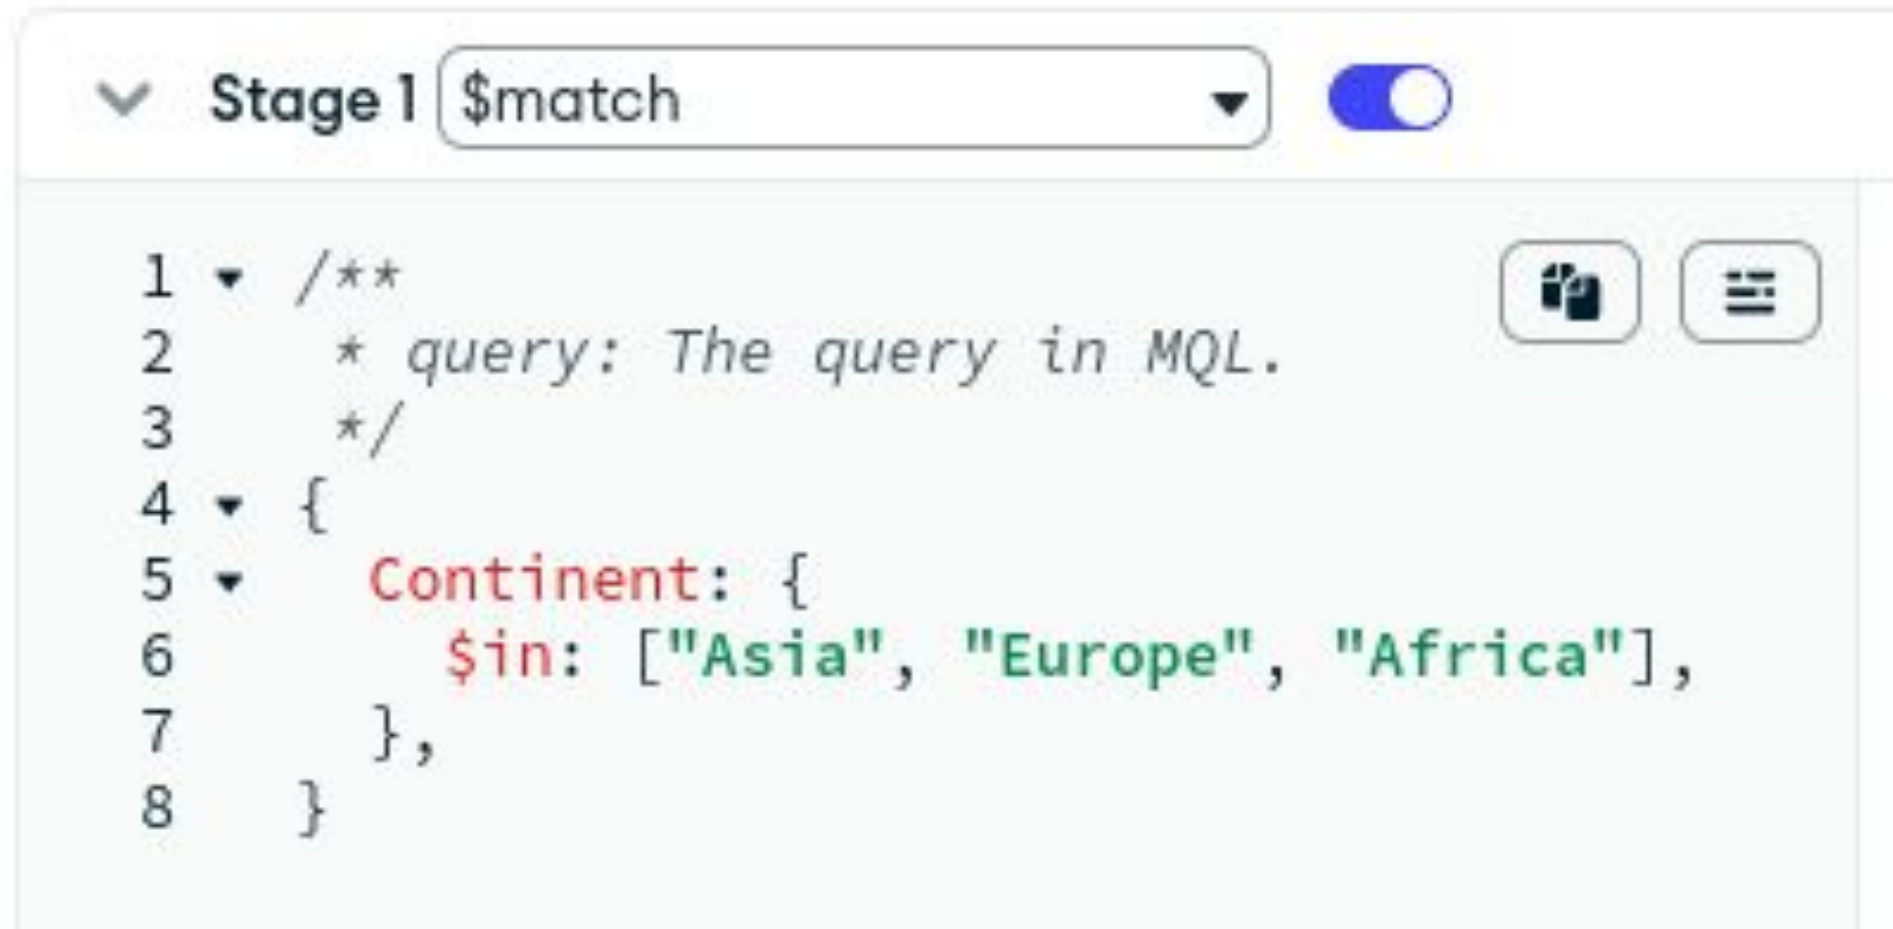 Stage 1 $match
1 /**
2  * query: The query in MQL.
3  */
4 {
5   Continent: {
6     $in: ["Asia", "Europe", "Africa"],
7   },
8 }